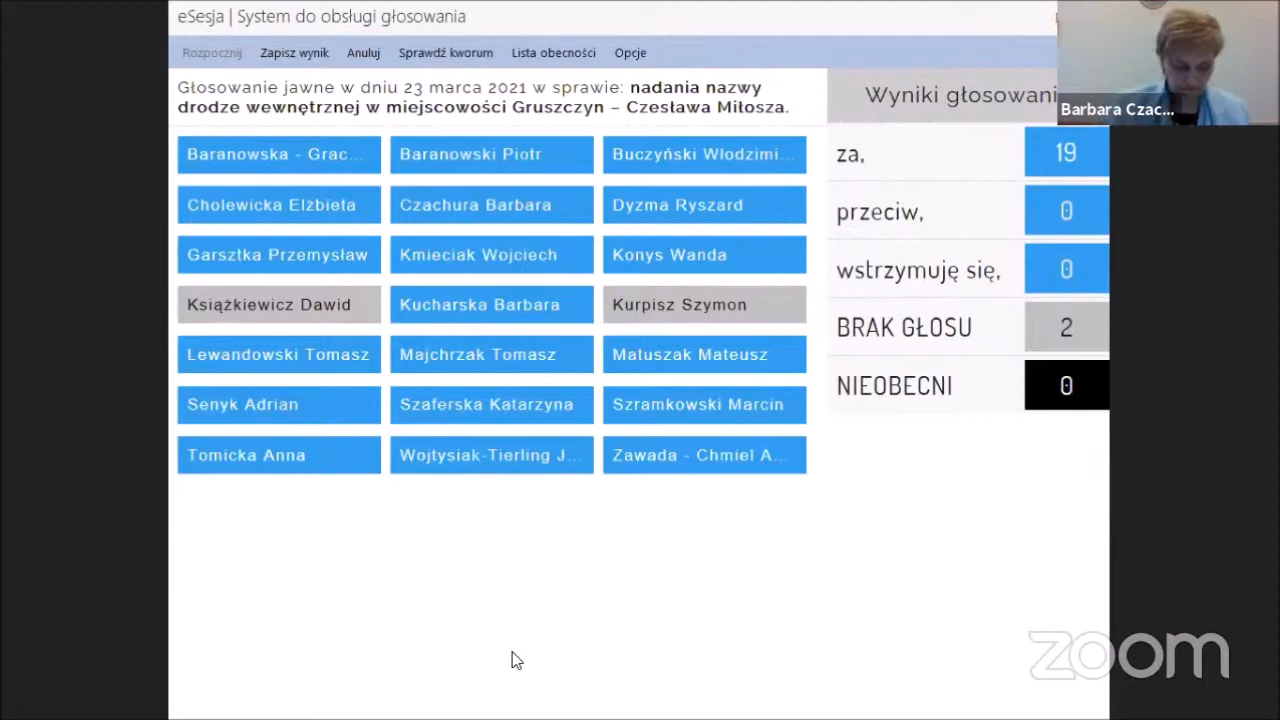 eSesja | System do obsługi głosowania
Rozpocznij Zapisz wynik Anuluj Sprawdź kworum Lista obecności Opcje
Głosowanie jawne w dniu 23 marca 2021 w sprawie: nadania nazwy
drodze wewnętrznej w miejscowości Gruszczyn – Czesława Miłosza.
Baranowska - Grac... Baranowski Piotr Buczyński Włodzimi...
Cholewicka Elżbieta Czachura Barbara Dyzma Ryszard
Garsztka Przemysław Kmieciak Wojciech Konys Wanda
Książkiewicz Dawid Kucharska Barbara Kurpisz Szymon
Lewandowski Tomasz Majchrzak Tomasz Matuszak Mateusz
Senyk Adrian Szaferska Katarzyna Szramkowski Marcin
Tomicka Anna Wojtysiak-Tierling J... Zawada - Chmiel A...
Wyniki głosowani
za, 19
przeciw, 0
wstrzymuję się, 0
BRAK GŁOSU 2
NIEOBECNI 0
Barbara Czac...
zoom